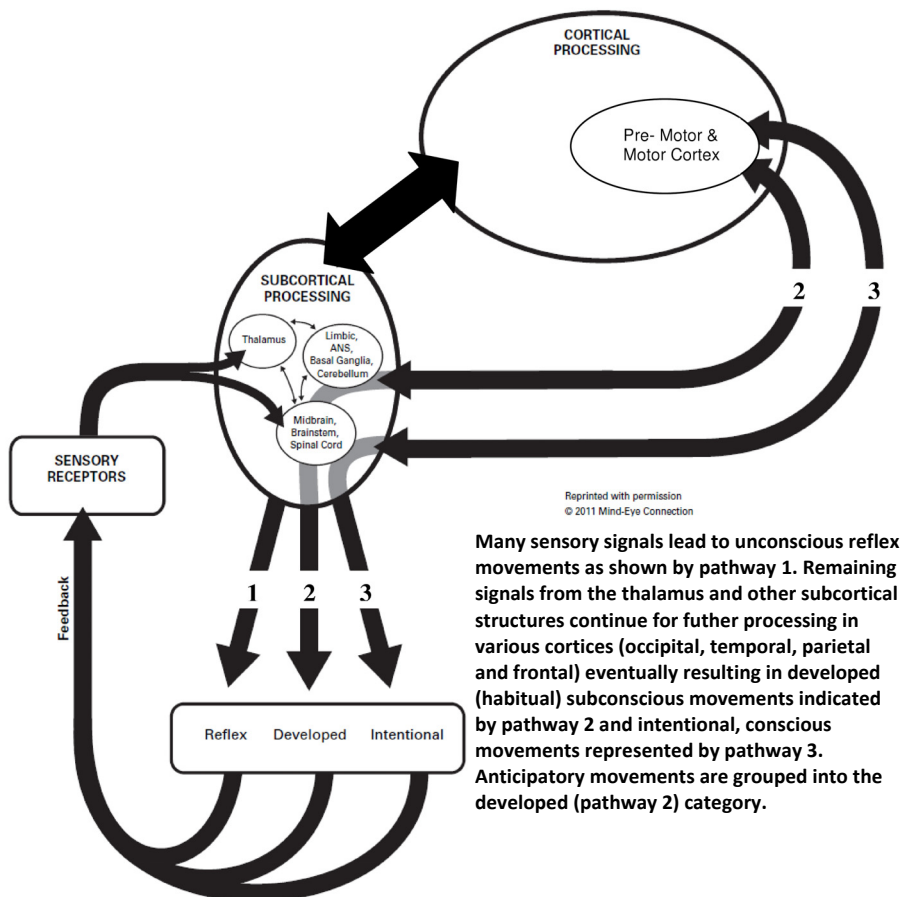 CORTICAL
PROCESSING
Pre- Motor &
Motor Cortex
2
3
SUBCORTICAL
PROCESSING
Thalamus
Limbic,
ANS,
Basal Ganglia,
Cerebellum
Midbrain,
Brainstem,
Spinal Cord
SENSORY
RECEPTORS
Feedback
1
2
3
Reflex Developed Intentional
Reprinted with permission
© 2011 Mind-Eye Connection
Many sensory signals lead to unconscious reflex
movements as shown by pathway 1. Remaining
signals from the thalamus and other subcortical
structures continue for futher processing in
various cortices (occipital, temporal, parietal
and frontal) eventually resulting in developed
(habitual) subconscious movements indicated
by pathway 2 and intentional, conscious
movements represented by pathway 3.
Anticipatory movements are grouped into the
developed (pathway 2) category.